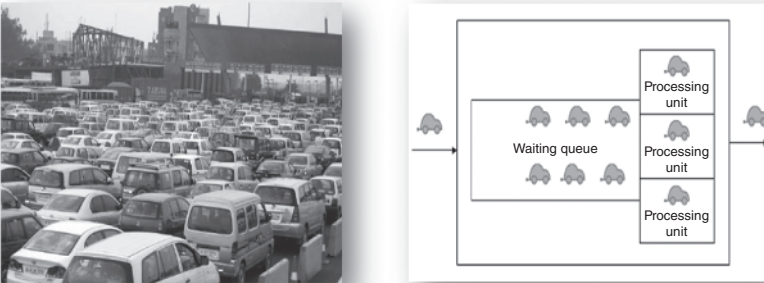 Processing
unit
Waiting queue
Processing
unit
Processing
unit